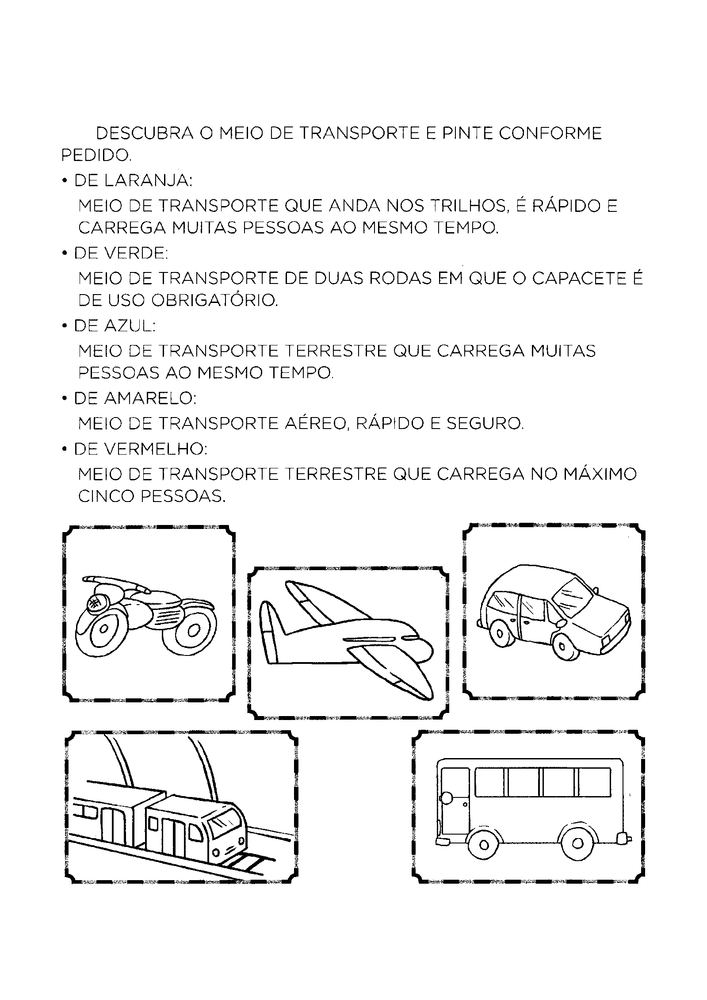 DESCUBRA O MEIO DE TRANSPORTE E PINTE CONFORME
PEDIDO.
• DE LARANJA:
MEIO DE TRANSPORTE QUE ANDA NOS TRILHOS, É RÁPIDO E
CARREGA MUITAS PESSOAS AO MESMO TEMPO.
• DE VERDE:
MEIO DE TRANSPORTE DE DUAS RODAS EM QUE O CAPACETE É
DE USO OBRIGATÓRIO.
• DE AZUL:
MEIO DE TRANSPORTE TERRESTRE QUE CARREGA MUITAS
PESSOAS AO MESMO TEMPO.
• DE AMARELO:
MEIO DE TRANSPORTE AÉREO, RÁPIDO E SEGURO.
• DE VERMELHO:
MEIO DE TRANSPORTE TERRESTRE QUE CARREGA NO MÁXIMO
CINCO PESSOAS.